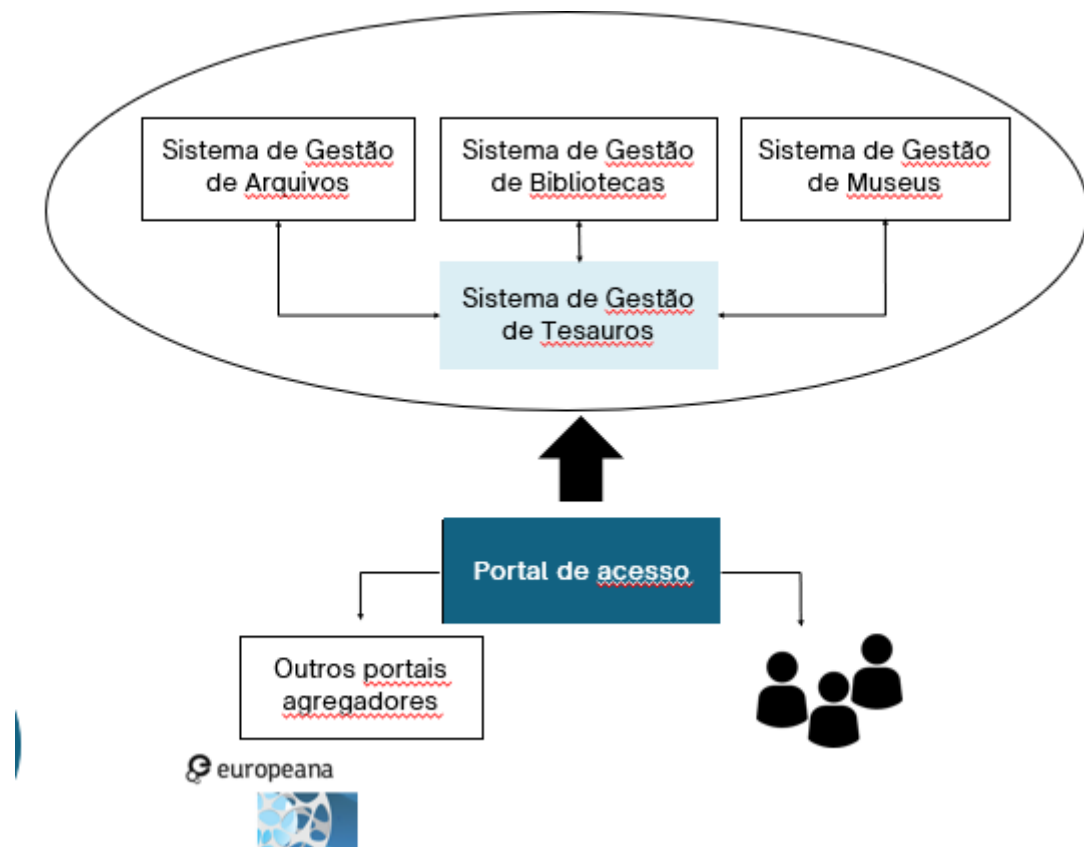 Sistema de Gestão
de Arquivos
Sistema de Gestão
de Bibliotecas
Sistema de Gestão
de Museus
Sistema de Gestão
de Tesauros
Portal de acesso
Outros portais
agregadores
europeana